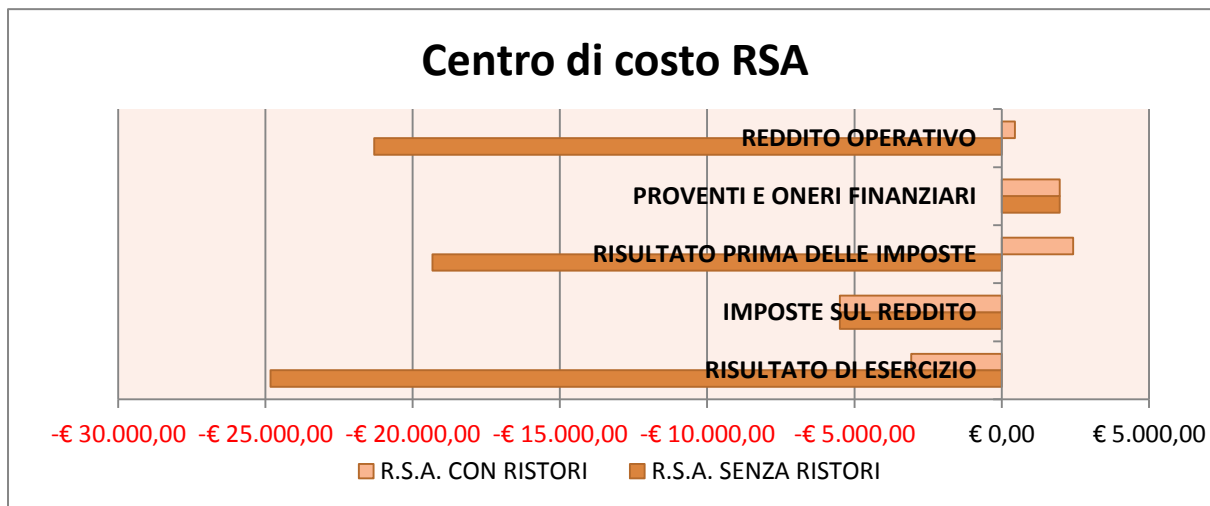 Centro di costo RSA
REDDITO OPERATIVO
PROVENTI E ONERI FINANZIARI
RISULTATO PRIMA DELLE IMPOSTE
IMPOSTE SUL REDDITO
RISULTATO DI ESERCIZIO
-€ 30.000,00 -€ 25.000,00 -€ 20.000,00 -€ 15.000,00 -€ 10.000,00 -€ 5.000,00 € 0,00 € 5.000,00
R.S.A. CON RISTORI R.S.A. SENZA RISTORI